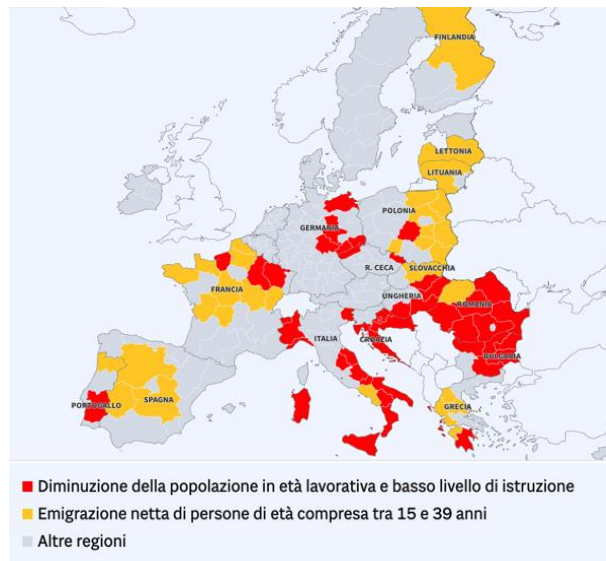 FINLANDIA
LETTONIA
LITUANIA
POLONIA
GERMANIA
R. CECA
SLOVACCHIA
UNGHERIA
FRANCIA
ROMANIA
ITALIA
CROAZIA
BULGARIA
SPAGNA
PORTOGALLO
GRECIA
Diminuzione della popolazione in età lavorativa e basso livello di istruzione
Emigrazione netta di persone di età compresa tra 15 e 39 anni
Altre regioni